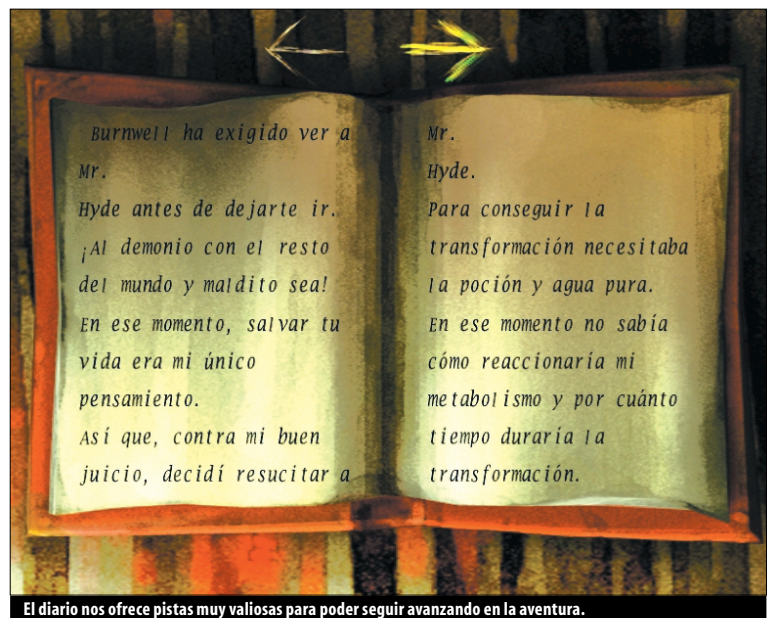 Burnwell ha exigido ver a
Mr.
Hyde antes de dejarte ir.
¡Al demonio con el resto
del mundo y maldito sea!
En ese momento, salvar tu
vida era mi único
pensamiento.
Así que, contra mi buen
juicio, decidí resucitar a
Mr.
Hyde.
Para conseguir la
transformación necesitaba
la poción y agua pura.
En ese momento no sabía
cómo reaccionaría mi
metabolismo y por cuánto
tiempo duraría la
transformación.
El diario nos ofrece pistas muy valiosas para poder seguir avanzando en la aventura.